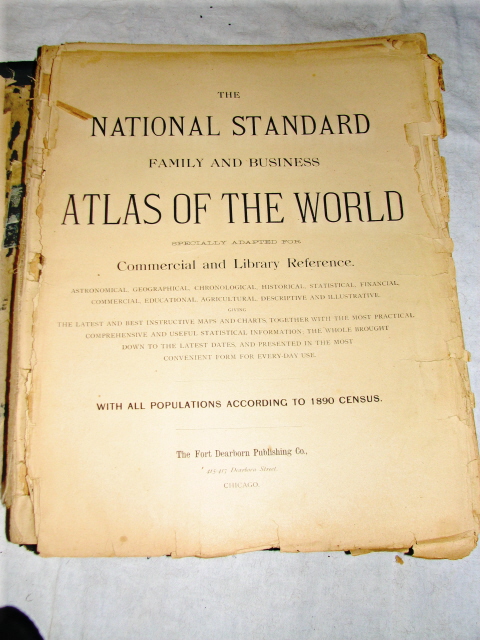 THE
NATIONAL STANDARD
FAMILY AND BUSINESS
ATLAS OF THE WORLD
SPECIALLY ADAPTED FOR
Commercial and Library Reference.
ASTRONOMICAL, GEOGRAPHICAL, CHRONOLOGICAL, HISTORICAL, STATISTICAL, FINANCIAL,
COMMERCIAL, EDUCATIONAL, AGRICULTURAL, DESCRIPTIVE AND ILLUSTRATIVE,
GIVING
THE LATEST AND BEST INSTRUCTIVE MAPS AND CHARTS, TOGETHER WITH THE MOST PRACTICAL,
COMPREHENSIVE AND USEFUL STATISTICAL INFORMATION, THE WHOLE BROUGHT
DOWN TO THE LATEST DATES, AND PRESENTED IN THE MOST
CONVENIENT FORM FOR EVERY-DAY USE.
WITH ALL POPULATIONS ACCORDING TO 1890 CENSUS.
The Fort Dearborn Publishing Co.,
415-417 Dearborn Street,
CHICAGO.